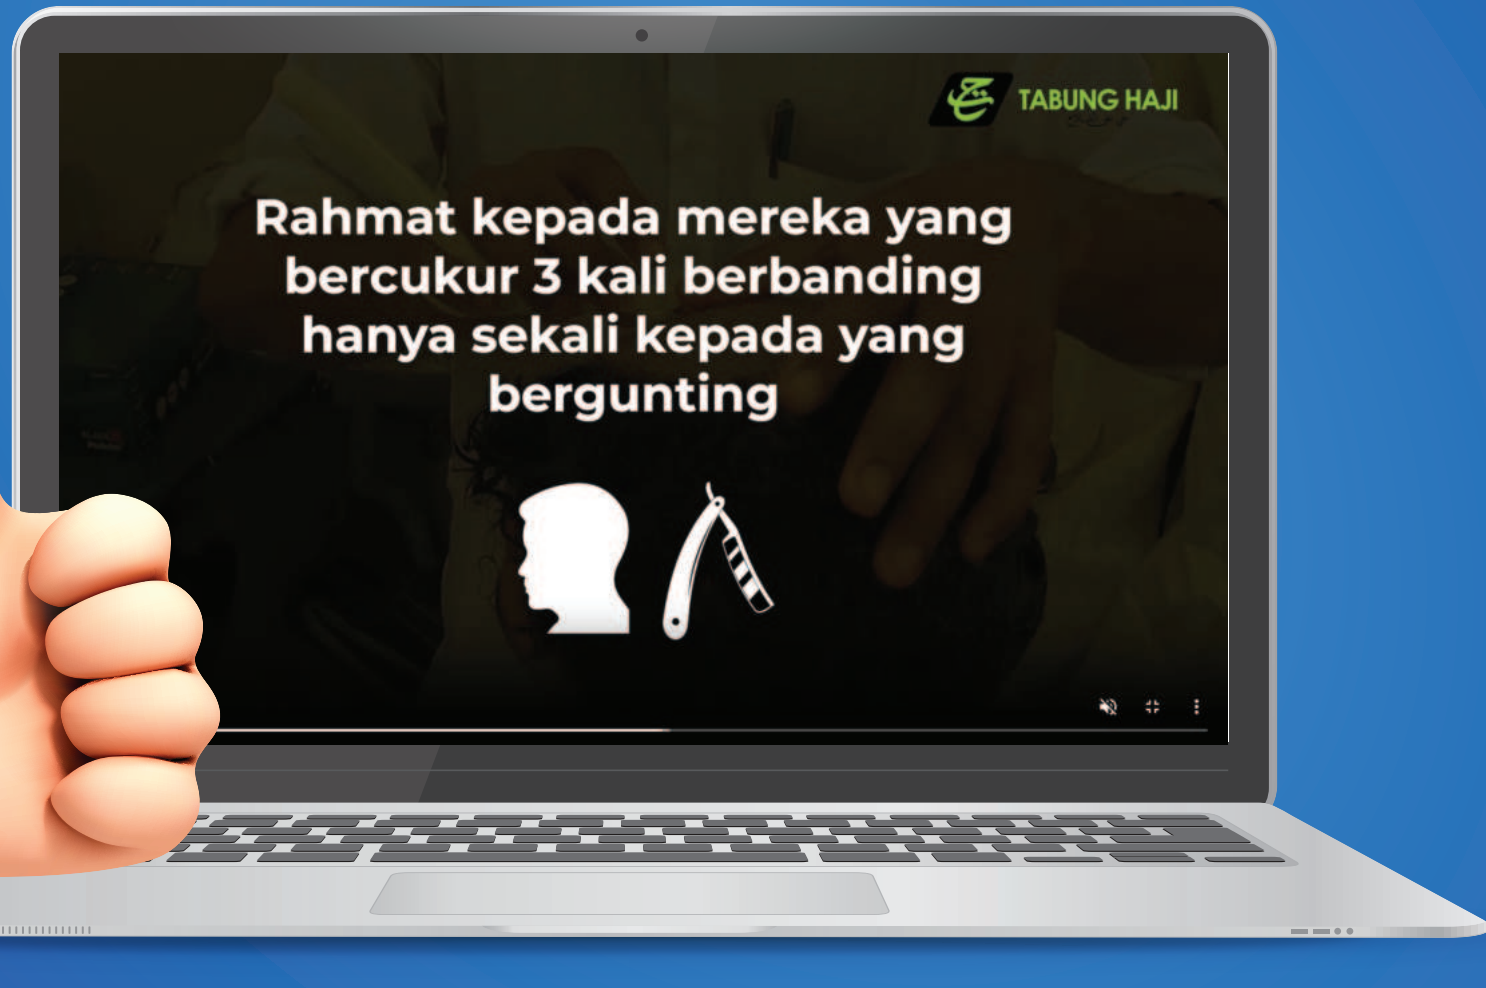 TABUNG HAJI
Rahmat kepada mereka yang
bercukur 3 kali berbanding
hanya sekali kepada yang
bergunting